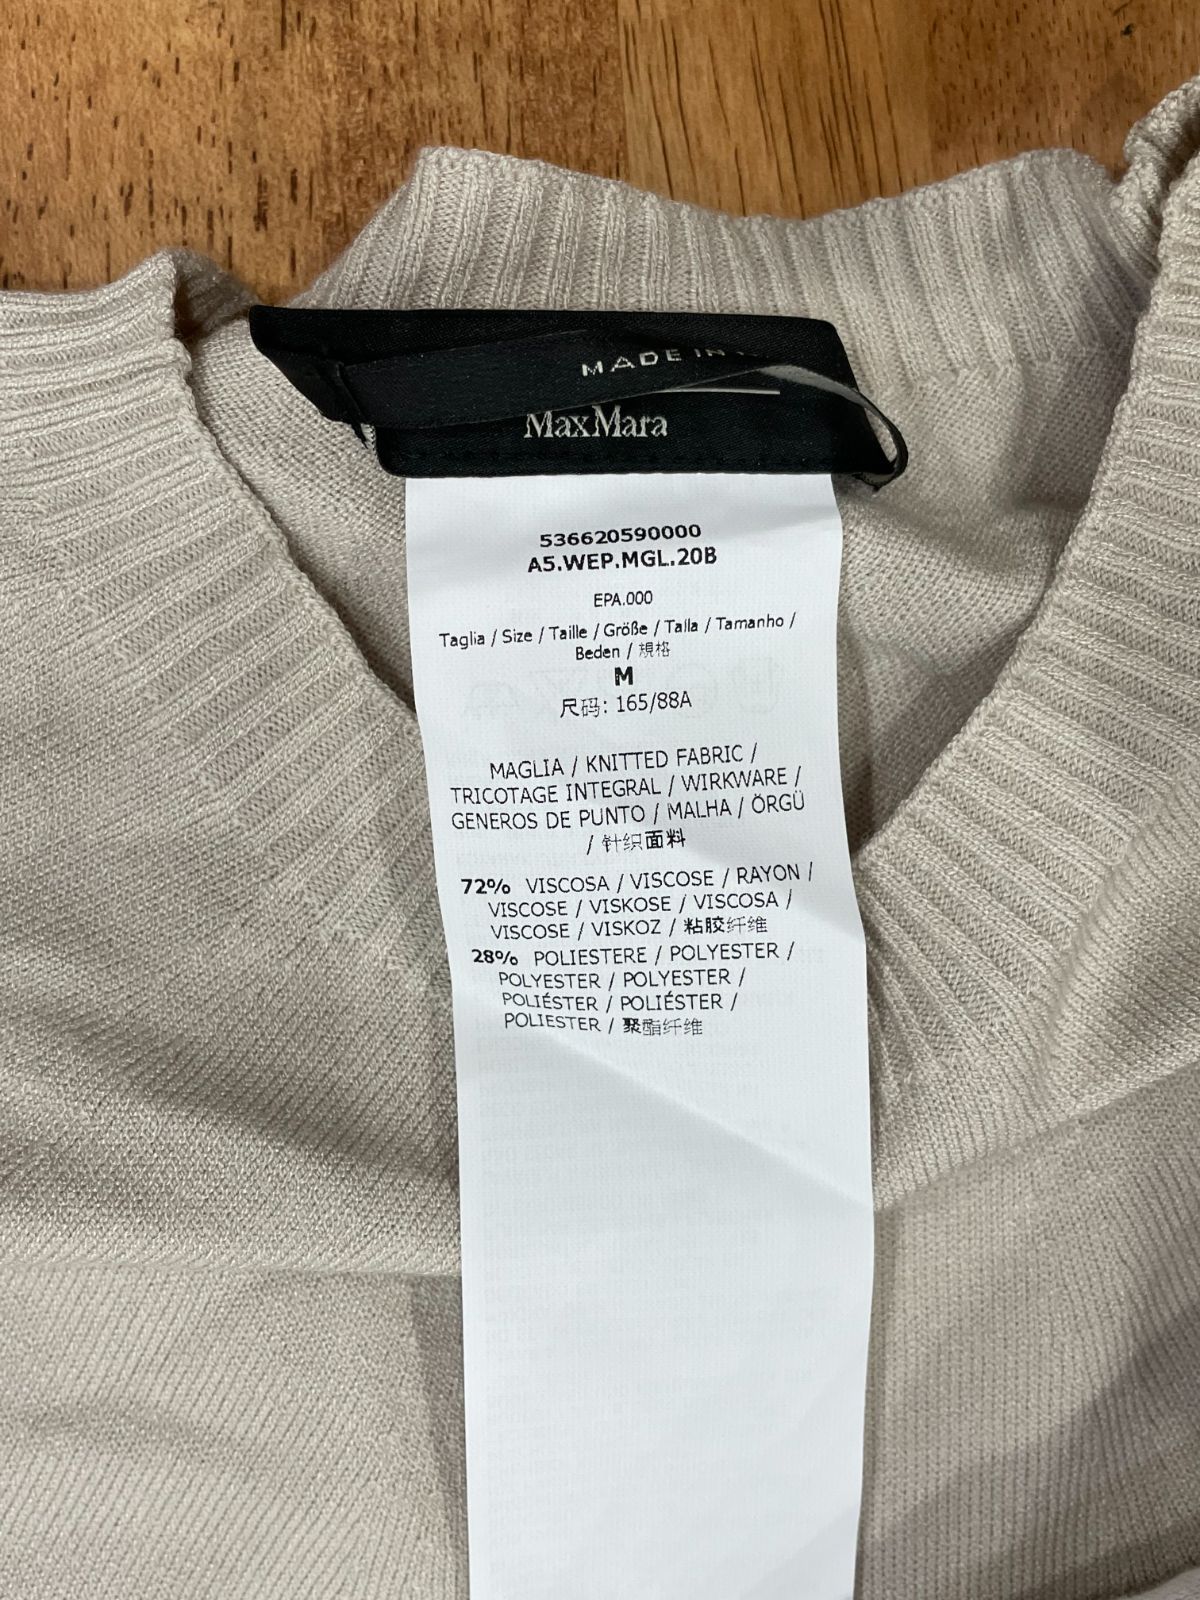 MADE IN
MaxMara
536620590000
A5.WEP.MGL.20B
EPA.000
Taglia / Size / Taille / Größe / Talla / Tamanho /
Beden / 規格
M
尺码: 165/88A
MAGLIA / KNITTED FABRIC /
TRICOTAGE INTEGRAL / WIRKWARE /
GENEROS DE PUNTO / MALHA / ÖRGÜ
/ 针织面料
72% VISCOSA / VISCOSE / RAYON /
VISCOSE / VISKOSE / VISCOSA /
VISCOSE / VISKOZ / 粘胶纤维
28% POLIESTERE / POLYESTER /
POLYESTER / POLYESTER /
POLIÉSTER / POLIÉSTER /
POLIESTER / 聚酯纤维